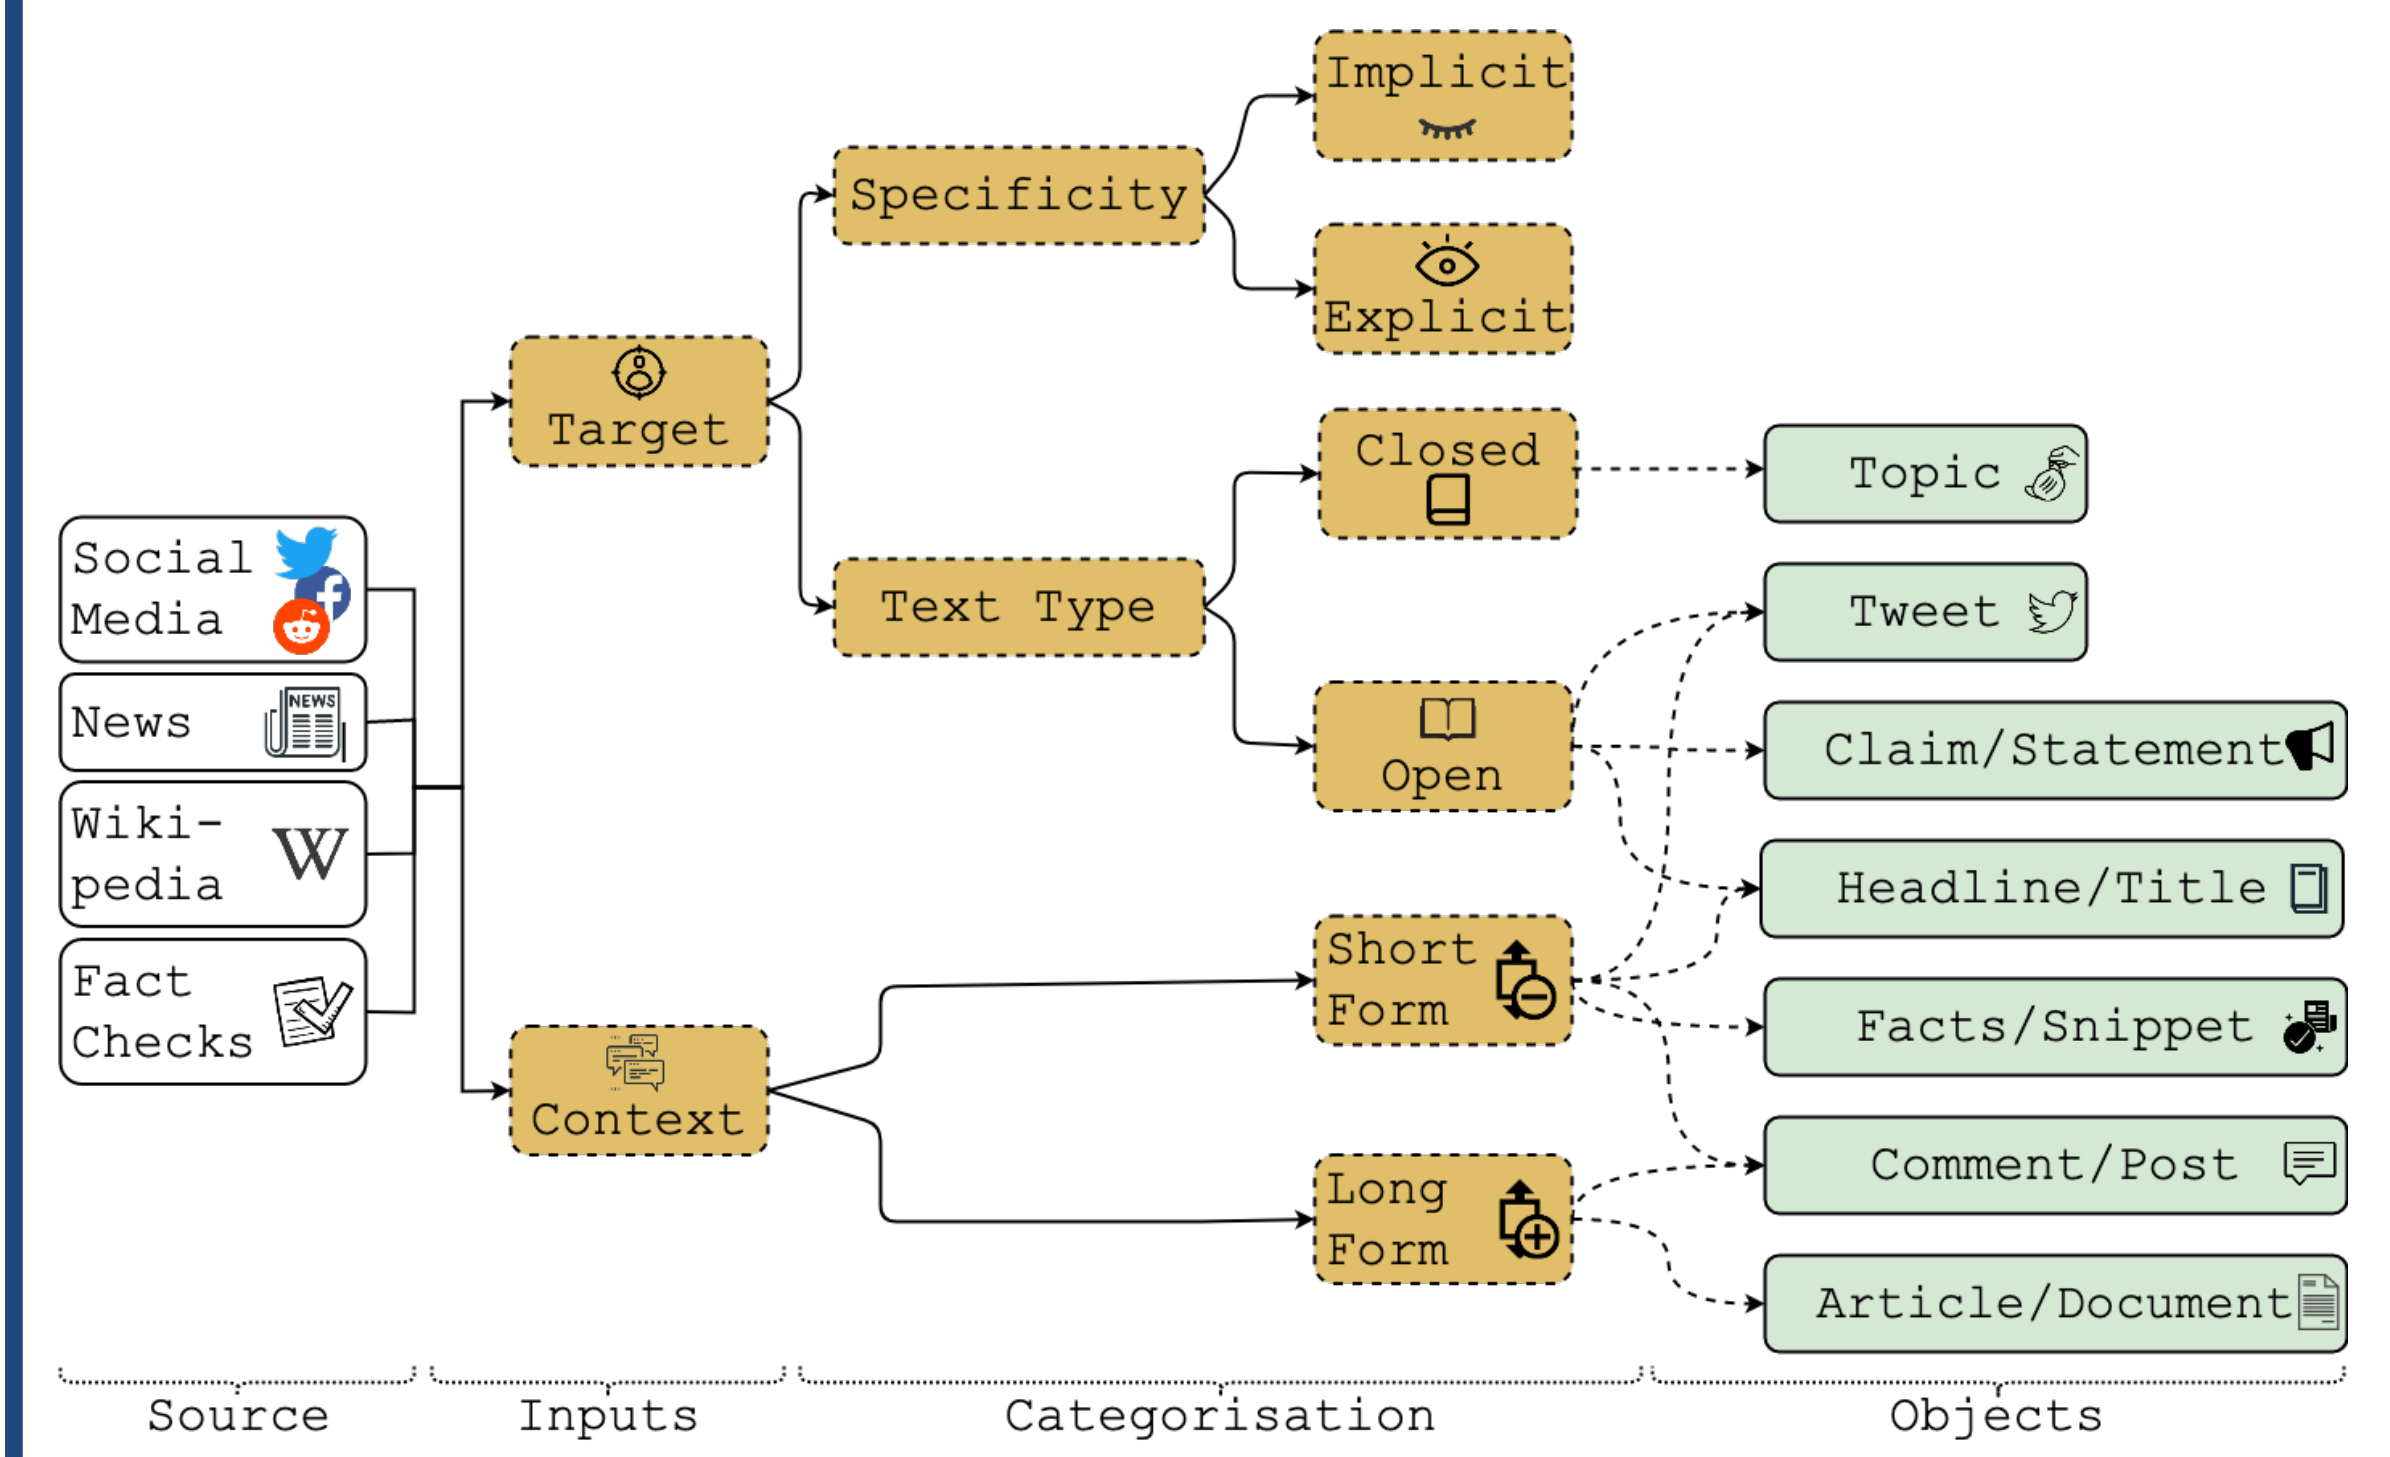 Social
Media
News
NEWS
Wiki-
pedia
W
Fact
Checks
Target
Context
Specificity
Text Type
Implicit
Explicit
Closed
Open
Short
Form
Long
Form
Topic
Tweet
Claim/Statement
Headline/Title
Facts/Snippet
Comment/Post
Article/Document
Source
Inputs
Categorisation
Objects